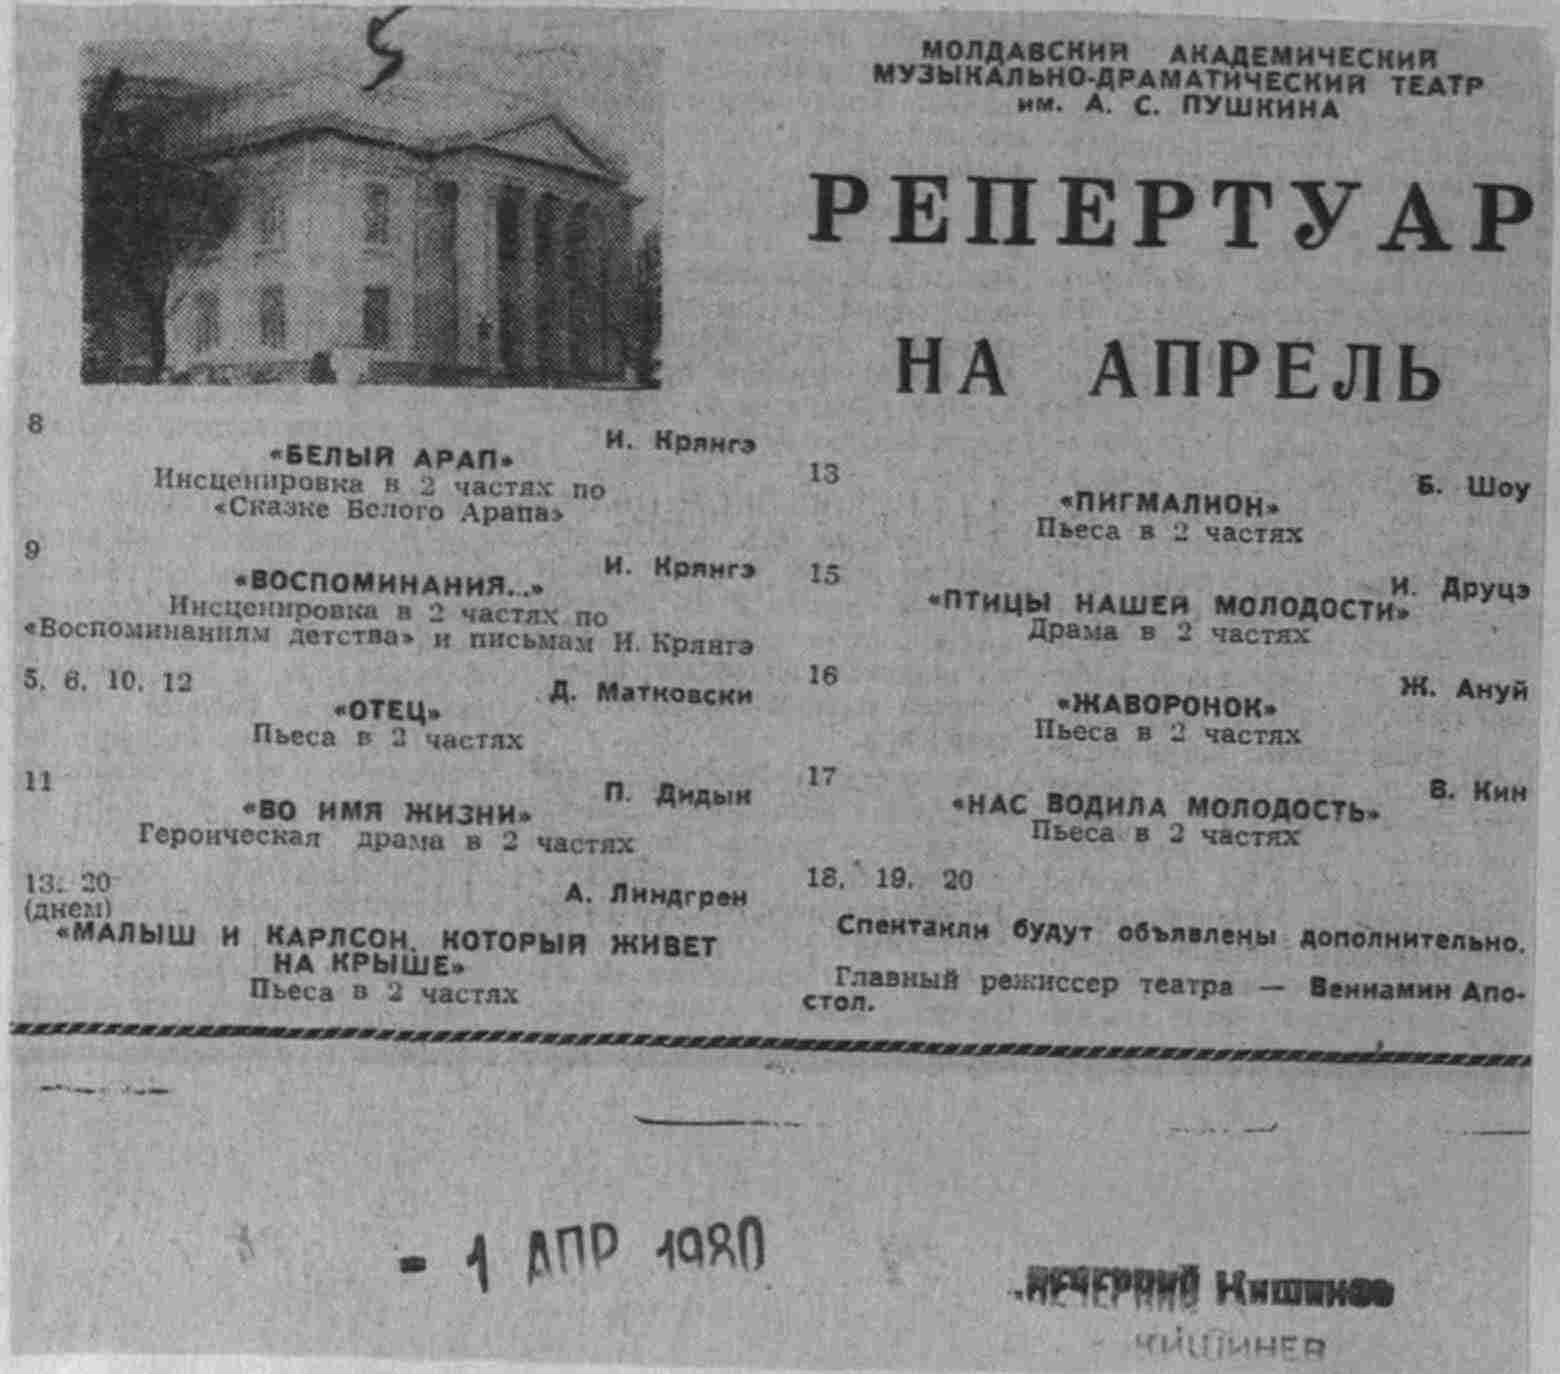 5
МОЛДАВСКИЙ АКАДЕМИЧЕСКИЙ
МУЗЫКАЛЬНО-ДРАМАТИЧЕСКИЙ ТЕАТР
им. А. С. ПУШКИНА
РЕПЕРТУАР
НА АПРЕЛЬ
8
И. Крянгэ
«БЕЛЫЙ АРАП»
Инсценировка в 2 частях по
«Сказке Белого Арапа»
9
И. Крянгэ
«ВОСПОМИНАНИЯ...»
Инсценировка в 2 частях по
«Воспоминаниям детства» и письмам И. Крянгэ
5, 6, 10, 12
Д. Матковски
«ОТЕЦ»
Пьеса в 2 частях
11
П. Дидык
«ВО ИМЯ ЖИЗНИ»
Героическая драма в 2 частях
13, 20
(днем)
А. Линдгрен
«МАЛЫШ И КАРЛСОН, КОТОРЫЙ ЖИВЕТ
НА КРЫШЕ»
Пьеса в 2 частях
13
Б. Шоу
«ПИГМАЛИОН»
Пьеса в 2 частях
15
И. Друцэ
«ПТИЦЫ НАШЕЙ МОЛОДОСТИ»
Драма в 2 частях
16
Ж. Ануй
«ЖАВОРОНОК»
Пьеса в 2 частях
17
В. Кин
«НАС ВОДИЛА МОЛОДОСТЬ»
Пьеса в 2 частях
18, 19, 20
Спектакли будут объявлены дополнительно.
Главный режиссер театра — Вениамин Апо-
стол.
- 1 АПР 1980
ВЕЧЕРНИЙ Кишинев
КИШИНЕВ